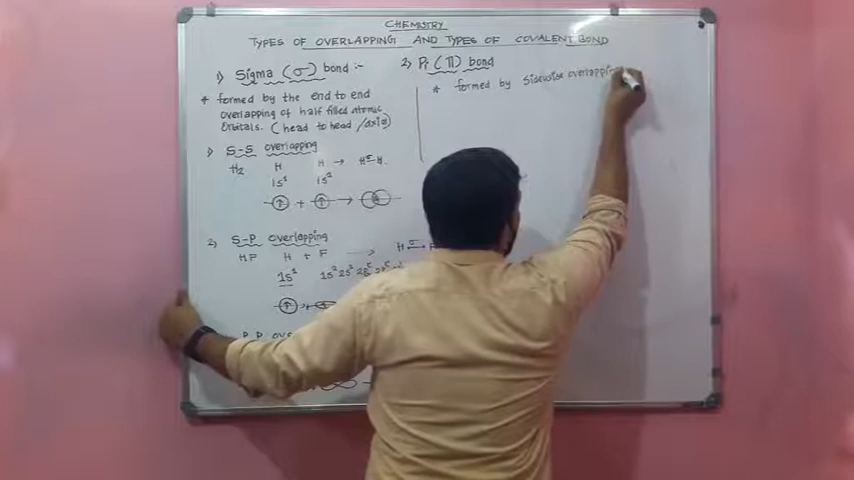 CHEMISTRY
TYPES OF OVERLAPPING AND TYPES OF COVALENT BOND
1) Sigma (σ) bond :-
* formed by the end to end
overlapping of half filled atomic
Orbitals. (head to head /axial)
1) S-S overlapping
H2 H H → H-H.
1s¹ 1s¹
+ →
2) S-P overlapping
HF H + F → H σ F
1s¹ 1s² 2s²
+
P P
2) Pi (π) bond
* formed by Sidewise overlapping